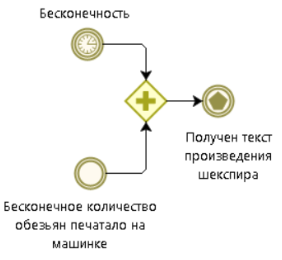 Бесконечность
Получен текст
произведения
шекспира
Бесконечное количество
обезьян печатало на
машинке